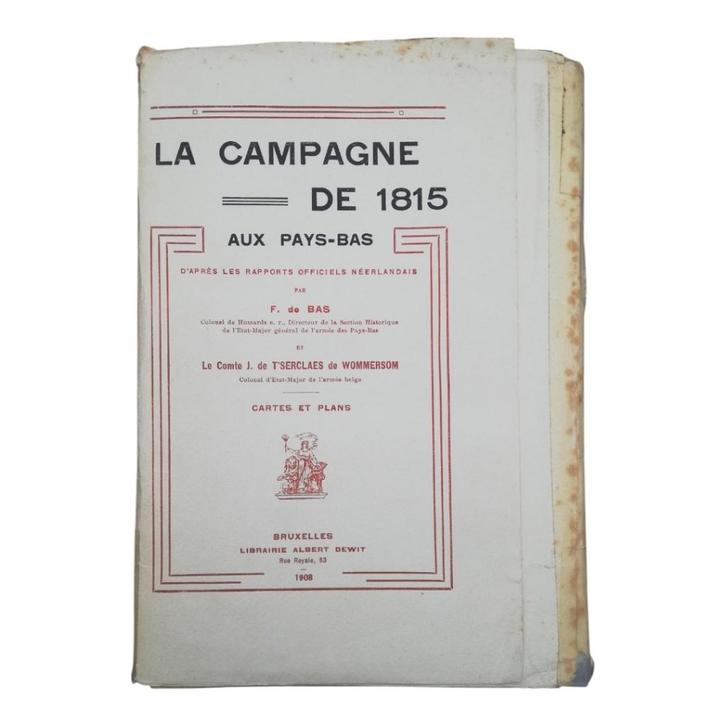 LA CAMPAGNE
DE 1815
AUX PAYS-BAS
D'APRÈS LES RAPPORTS OFFICIELS NÉERLANDAIS
PAR
F. de BAS
Colonel de Hussards e. r., Directeur de la Section Historique
de l'Etat-Major général de l'armée des Pays-Bas
ET
Le Comte J. de T'SERCLAES de WOMMERSOM
Colonel d'Etat-Major de l'armée belge
CARTES ET PLANS
BRUXELLES
LIBRAIRIE ALBERT DEWIT
Rue Royale, 53
1908